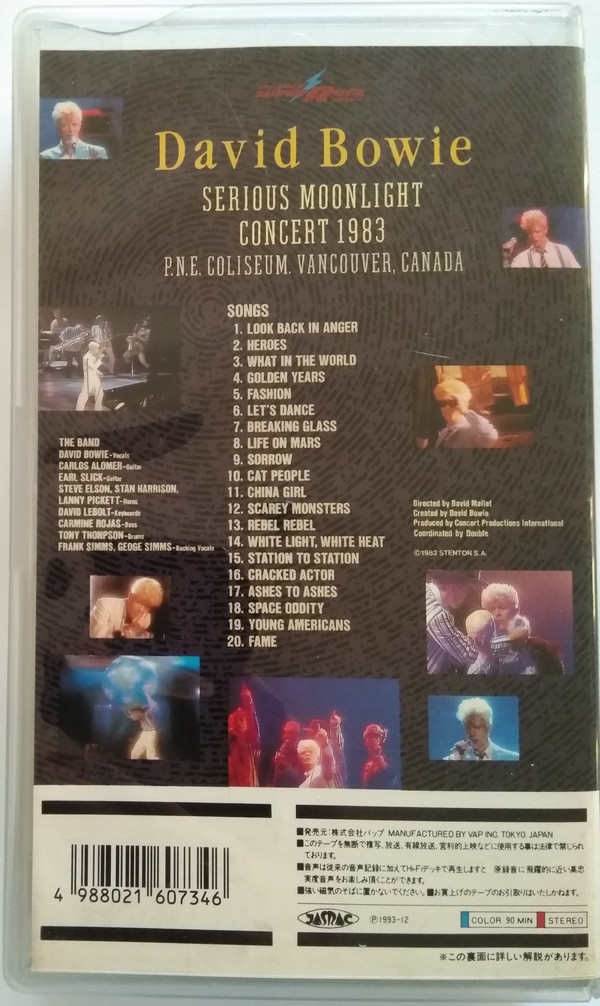 SUPER Rock
David Bowie
SERIOUS MOONLIGHT
CONCERT 1983
P.N.E. COLISEUM. VANCOUVER, CANADA
SONGS
1. LOOK BACK IN ANGER
2. HEROES
3. WHAT IN THE WORLD
4. GOLDEN YEARS
5. FASHION
6. LET'S DANCE
7. BREAKING GLASS
8. LIFE ON MARS
9. SORROW
10. CAT PEOPLE
11. CHINA GIRL
12. SCAREY MONSTERS
13. REBEL REBEL
14. WHITE LIGHT, WHITE HEAT
15. STATION TO STATION
16. CRACKED ACTOR
17. ASHES TO ASHES
18. SPACE ODDITY
19. YOUNG AMERICANS
20. FAME
THE BAND
DAVID BOWIE-Vocals
CARLOS ALOMER-Guitar
EARL SLICK-Guitar
STEVE ELSON, STAN HARRISON,
LANNY PICKETT-Horns
DAVID LEBOLT-Keyboards
CARMINE ROJAS-Bass
TONY THONPSON-Drums
FRANK SIMMS, GEOGE SIMMS-Backing Vocals
Directed by David Mallet
Created by David Bowie
Produced by Concert Productions International
Coordinated by Double
©1983 STENTON S.A.
4 988021 607346
■発売元:株式会社バップ MANUFACTURED BY VAP INC. TOKYO. JAPAN
■このテープを無断で複写、放送、有線放送、営利的上映などに使用する事は法律で禁じられ
ております。
■音声は従来の音声記録に加えてHi-Fiデッキで再生しますと 原録音に飛躍的に近い高忠
実度音声をお楽しみ頂くことができます。
■強い磁気のそばに置かないでください。■お買上げのテープのお引取りはいたしかねます。
JASRAC
Ⓟ1993-12
COLOR 90 MIN
STEREO
※この裏面に詳しい解説があります。